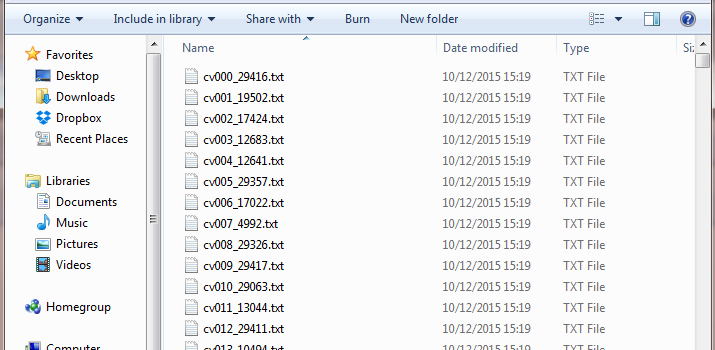 Organize Include in library Share with Burn New folder
Name Date modified Type Si
Favorites
Desktop
Downloads
Dropbox
Recent Places
Libraries
Documents
Music
Pictures
Videos
Homegroup
Computer
cv000_29416.txt 10/12/2015 15:19 TXT File
cv001_19502.txt 10/12/2015 15:19 TXT File
cv002_17424.txt 10/12/2015 15:19 TXT File
cv003_12683.txt 10/12/2015 15:19 TXT File
cv004_12641.txt 10/12/2015 15:19 TXT File
cv005_29357.txt 10/12/2015 15:19 TXT File
cv006_17022.txt 10/12/2015 15:19 TXT File
cv007_4992.txt 10/12/2015 15:19 TXT File
cv008_29326.txt 10/12/2015 15:19 TXT File
cv009_29417.txt 10/12/2015 15:19 TXT File
cv010_29063.txt 10/12/2015 15:19 TXT File
cv011_13044.txt 10/12/2015 15:19 TXT File
cv012_29411.txt 10/12/2015 15:19 TXT File
cv013_10494.txt 10/12/2015 15:19 TXT File